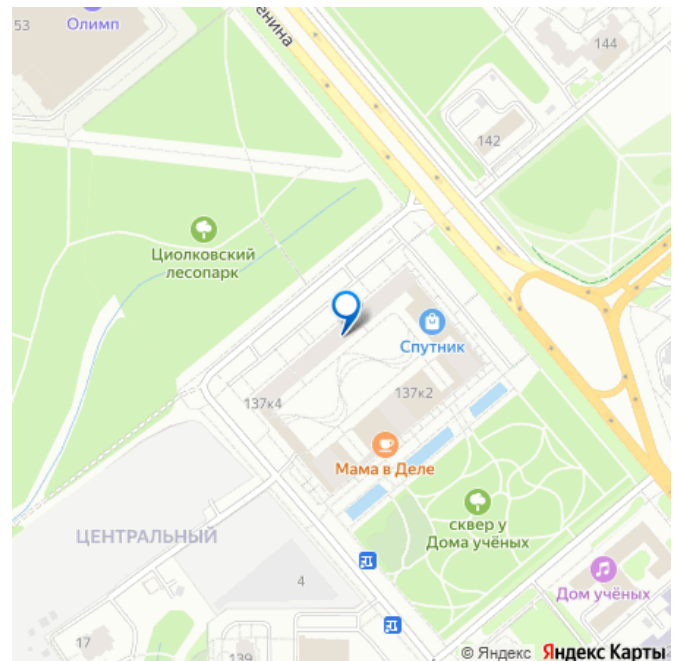 53
Олимп
енина
144
142
Циолковский
лесопарк
Спутник
137к4
137к2
Мама в Деле
сквер у
Дома учёных
ЦЕНТРАЛЬНЫЙ
4
Дом учёных
17
139
© Яндекс Яндекс Карты